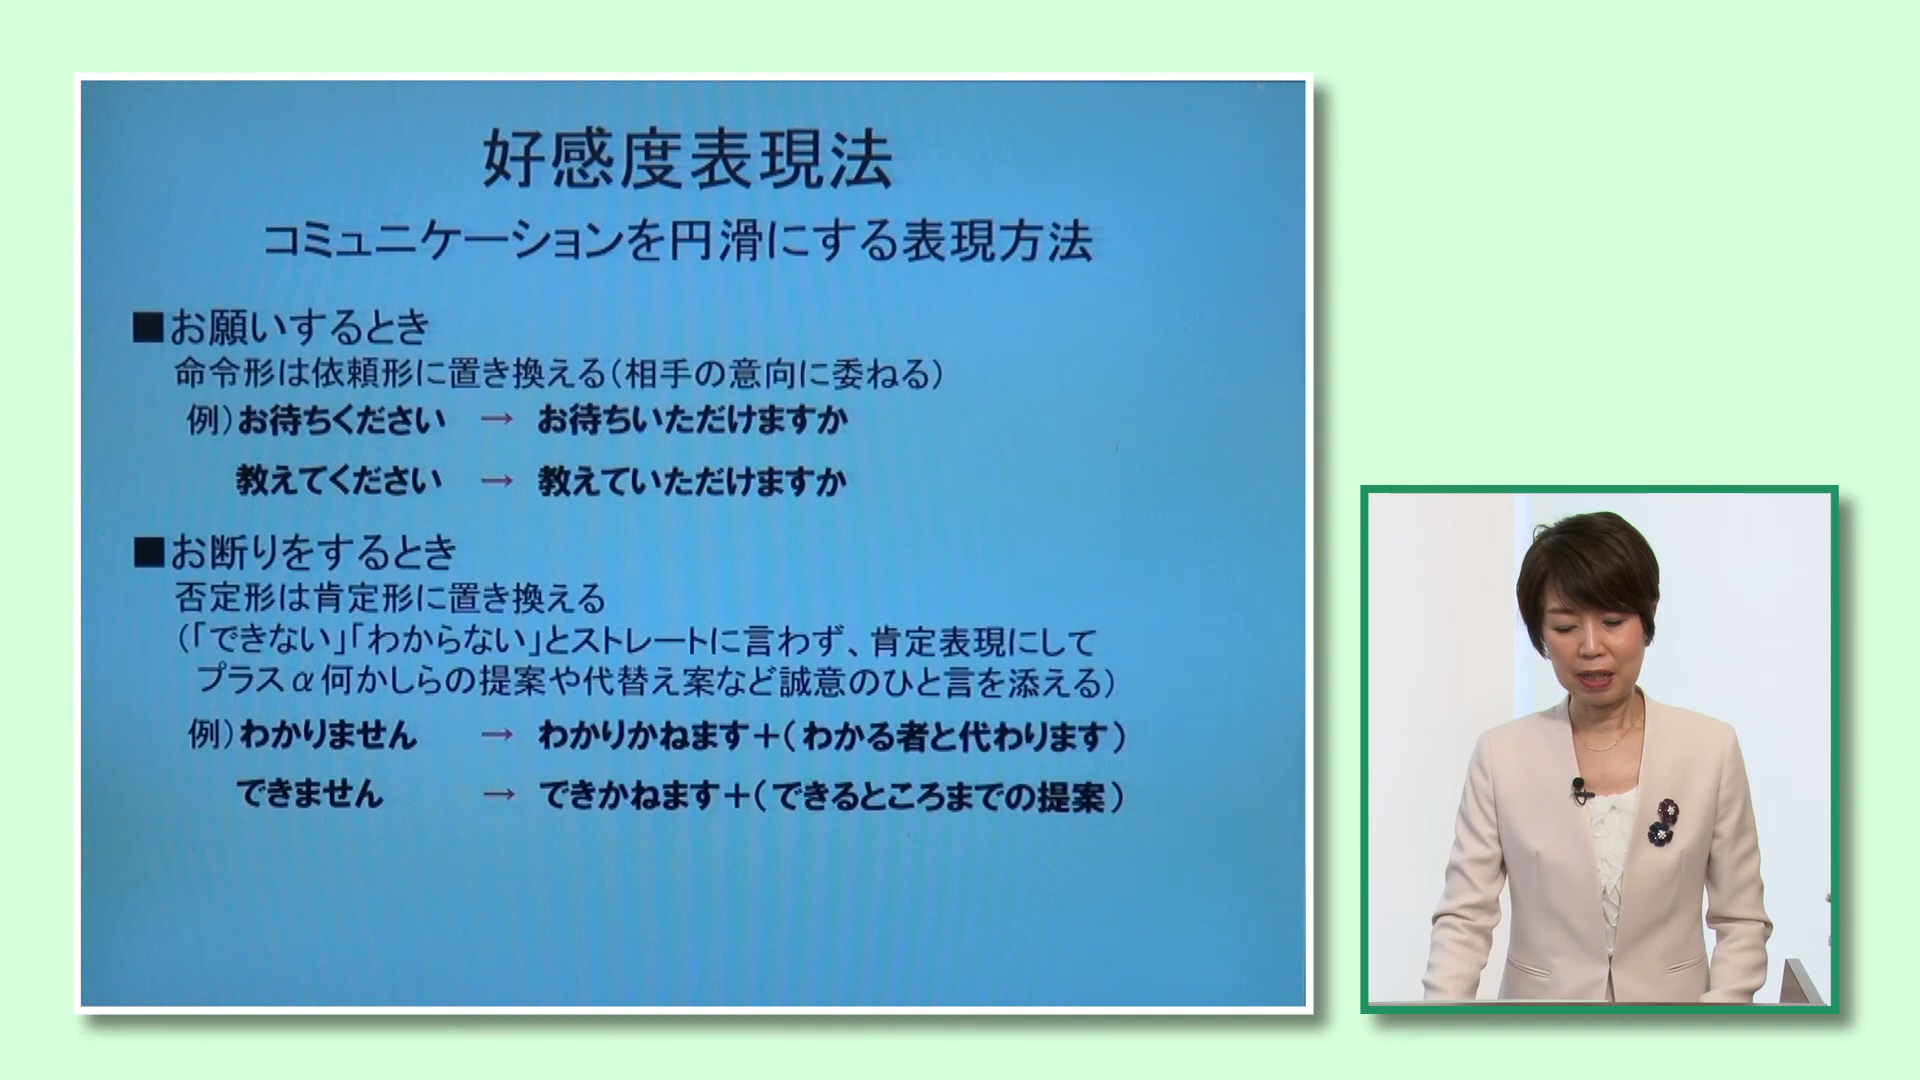 好感度表現法
コミュニケーションを円滑にする表現方法
■お願いするとき
命令形は依頼形に置き換える(相手の意向に委ねる)
例)お待ちください → お待ちいただけますか
教えてください → 教えていただけますか
■お断りをするとき
否定形は肯定形に置き換える
(「できない」「わからない」とストレートに言わず、肯定表現にして
プラスα何かしらの提案や代替え案など誠意のひと言を添える)
例)わかりません → わかりかねます+(わかる者と代わります)
できません → できかねます+(できるところまでの提案)